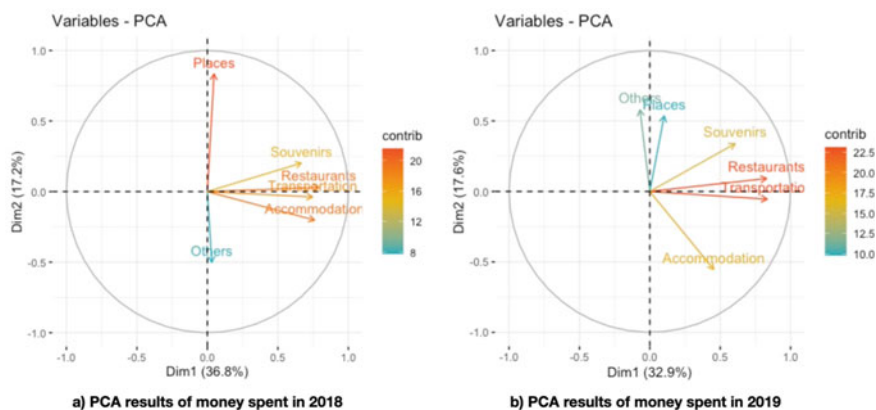 Variables - PCA
1.0
0.5
0.0
-0.5
-1.0
Dim2 (17.2%)
Places
Souvenirs
Restaurants
Transportation
Accommodation
Others
-1.0 -0.5 0.0 0.5 1.0
Dim1 (36.8%)
contrib
20
16
12
8
a) PCA results of money spent in 2018
Variables - PCA
1.0
0.5
0.0
-0.5
-1.0
Dim2 (17.6%)
Others
Places
Souvenirs
Restaurants
Transportation
Accommodation
-1.0 -0.5 0.0 0.5 1.0
Dim1 (32.9%)
contrib
22.5
20.0
17.5
15.0
12.5
10.0
b) PCA results of money spent in 2019